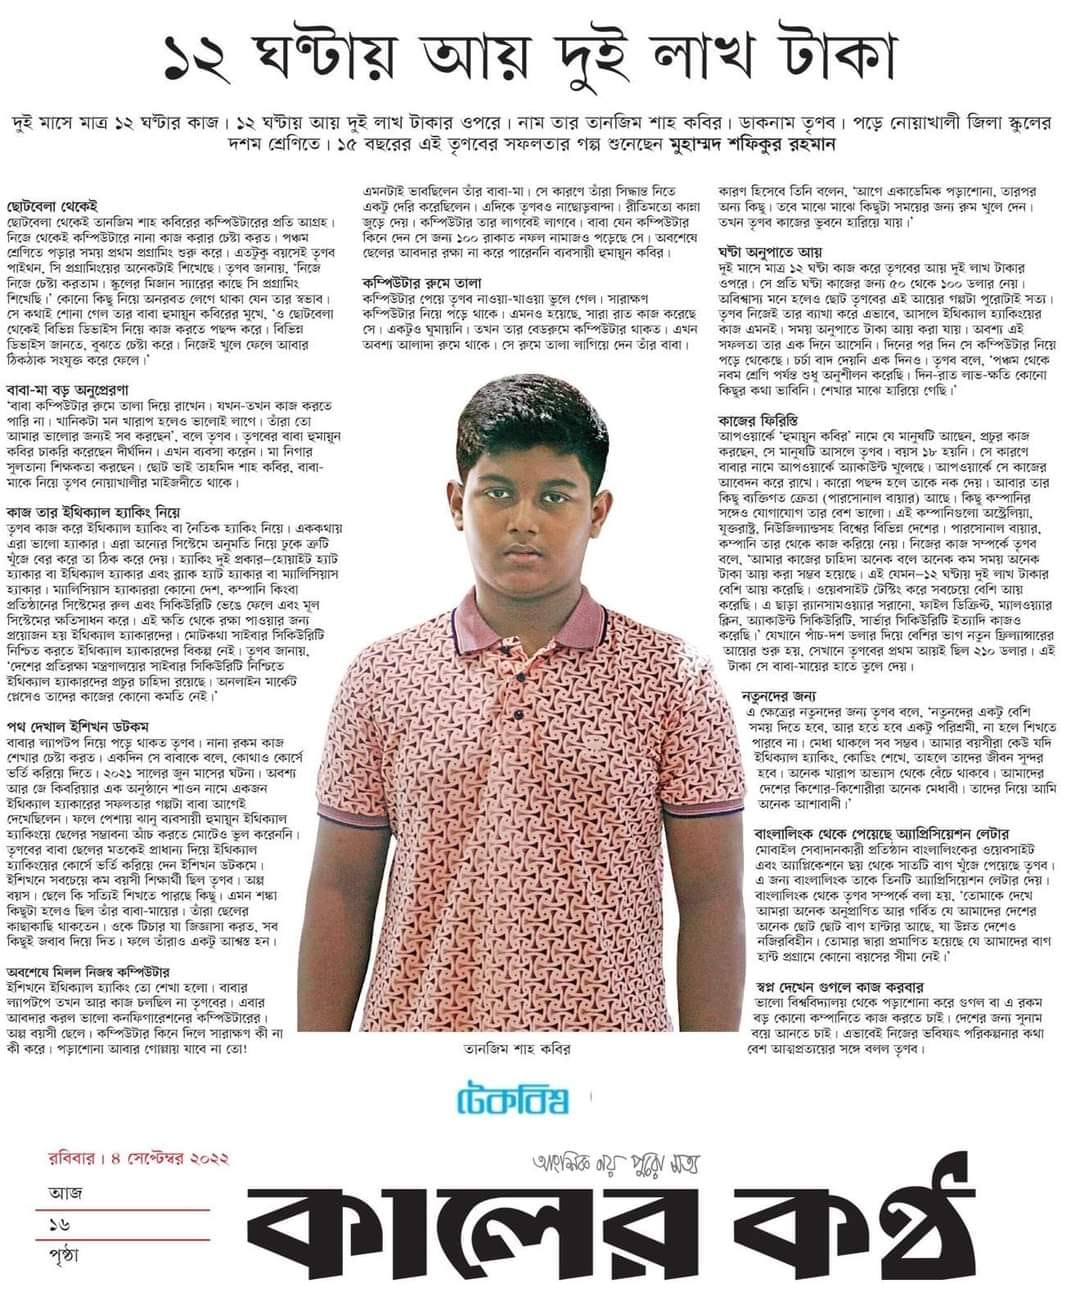 ১২ ঘণ্টায় আয় দুই লাখ টাকা
দুই মাসে মাত্র ১২ ঘণ্টার কাজ। ১২ ঘণ্টায় আয় দুই লাখ টাকার ওপরে। নাম তার তানজিম শাহ কবির। ডাকনাম তৃণব। পড়ে নোয়াখালী জিলা স্কুলের
দশম শ্রেণিতে। ১৫ বছরের এই তৃণবের সফলতার গল্প শুনেছেন মুহাম্মদ শফিকুর রহমান
ছোটবেলা থেকেই
ছোটবেলা থেকেই তানজিম শাহ কবিরের কম্পিউটারের প্রতি আগ্রহ।
নিজে থেকেই কম্পিউটারে নানা কাজ করার চেষ্টা করত। পঞ্চম
শ্রেণিতে পড়ার সময় প্রথম প্রগ্রামিং শুরু করে। এতটুকু বয়সেই তৃণব
পাইথন, সি প্রগ্রামিংয়ের অনেকটাই শিখেছে। তৃণব জানায়, ‘নিজে
নিজে চেষ্টা করতাম। স্কুলের মিজান স্যারের কাছে সি প্রগ্রামিং
শিখেছি।’ কোনো কিছু নিয়ে অনবরত লেগে থাকা যেন তার স্বভাব।
সে কথাই শোনা গেল তার বাবা হুমায়ুন কবিরের মুখে, ‘ও ছোটবেলা
থেকেই বিভিন্ন ডিভাইস নিয়ে কাজ করতে পছন্দ করে। বিভিন্ন
ডিভাইস জানতে, বুঝতে চেষ্টা করে। নিজেই খুলে ফেলে আবার
ঠিকঠাক সংযুক্ত করে ফেলে।’
বাবা-মা বড় অনুপ্রেরণা
‘বাবা কম্পিউটার রুমে তালা দিয়ে রাখেন। যখন-তখন কাজ করতে
পারি না। খানিকটা মন খারাপ হলেও ভালোই লাগে। তাঁরা তো
আমার ভালোর জন্যই সব করছেন’, বলে তৃণব। তৃণবের বাবা হুমায়ুন
কবির চাকরি করেছেন দীর্ঘদিন। এখন ব্যবসা করেন। মা নিগার
সুলতানা শিক্ষকতা করছেন। ছোট ভাই তাহমিদ শাহ কবির, বাবা-
মাকে নিয়ে তৃণব নোয়াখালীর মাইজদীতে থাকে।
কাজ তার ইথিক্যাল হ্যাকিং নিয়ে
তৃণব কাজ করে ইথিক্যাল হ্যাকিং বা নৈতিক হ্যাকিং নিয়ে। এককথায়
এরা ভালো হ্যাকার। এরা অন্যের সিস্টেমে অনুমতি নিয়ে ঢুকে ত্রুটি
খুঁজে বের করে তা ঠিক করে দেয়। হ্যাকিং দুই প্রকার—হোয়াইট হ্যাট
হ্যাকার বা ইথিক্যাল হ্যাকার এবং ব্ল্যাক হ্যাট হ্যাকার বা ম্যালিসিয়াস
হ্যাকার। ম্যালিসিয়াস হ্যাকাররা কোনো দেশ, কম্পানি কিংবা
প্রতিষ্ঠানের সিস্টেমের রুল এবং সিকিউরিটি ভেঙে ফেলে এবং মূল
সিস্টেমের ক্ষতিসাধন করে। এই ক্ষতি থেকে রক্ষা পাওয়ার জন্য
প্রয়োজন হয় ইথিক্যাল হ্যাকারদের। মোটকথা সাইবার সিকিউরিটি
নিশ্চিত করতে ইথিক্যাল হ্যাকারদের বিকল্প নেই। তৃণব জানায়,
‘দেশের প্রতিরক্ষা মন্ত্রণালয়ের সাইবার সিকিউরিটি নিশ্চিতে
ইথিক্যাল হ্যাকারদের প্রচুর চাহিদা রয়েছে। অনলাইন মার্কেট
প্লেসেও তাদের কাজের কোনো কমতি নেই।’
পথ দেখাল ইশিখন ডটকম
বাবার ল্যাপটপ নিয়ে পড়ে থাকত তৃণব। নানা রকম কাজ
শেখার চেষ্টা করত। একদিন সে বাবাকে বলে, কোথাও কোর্সে
ভর্তি করিয়ে দিতে। ২০২১ সালের জুন মাসের ঘটনা। অবশ্য
আর জে কিবরিয়ার এক অনুষ্ঠানে শাওন নামে একজন
ইথিক্যাল হ্যাকারের সফলতার গল্পটা বাবা আগেই
দেখেছিলেন। ফলে পেশায় ঝানু ব্যবসায়ী হুমায়ুন ইথিক্যাল
হ্যাকিংয়ে ছেলের সম্ভাবনা আঁচ করতে মোটেও ভুল করেননি।
তৃণবের বাবা ছেলের মতকেই প্রাধান্য দিয়ে ইথিক্যাল
হ্যাকিংয়ের কোর্সে ভর্তি করিয়ে দেন ইশিখন ডটকমে।
ইশিখনে সবচেয়ে কম বয়সী শিক্ষার্থী ছিল তৃণব। অল্প
বয়স। ছেলে কি সত্যিই শিখতে পারছে কিছু। এমন শঙ্কা
কিছুটা হলেও ছিল তাঁর বাবা-মায়ের। তাঁরা ছেলের
কাছাকাছি থাকতেন। ওকে টিচার যা জিজ্ঞাসা করত, সব
কিছুই জবাব দিয়ে দিত। ফলে তাঁরাও একটু আশ্বস্ত হন।
অবশেষে মিলল নিজস্ব কম্পিউটার
ইশিখনে ইথিক্যাল হ্যাকিং তো শেখা হলো। বাবার
ল্যাপটপে তখন আর কাজ চলছিল না তৃণবের। এবার
আবদার করল ভালো কনফিগারেশনের কম্পিউটারের।
অল্প বয়সী ছেলে। কম্পিউটার কিনে দিলে সারাক্ষণ কী না
কী করে। পড়াশোনা আবার গোল্লায় যাবে না তো!
এমনটাই ভাবছিলেন তাঁর বাবা-মা। সে কারণে তাঁরা সিদ্ধান্ত নিতে
একটু দেরি করেছিলেন। এদিকে তৃণবও নাছোড়বান্দা। রীতিমতো কান্না
জুড়ে দেয়। কম্পিউটার তার লাগবেই লাগবে। বাবা যেন কম্পিউটার
কিনে দেন সে জন্য ১০০ রাকাত নফল নামাজও পড়েছে সে। অবশেষে
ছেলের আবদার রক্ষা না করে পারেননি ব্যবসায়ী হুমায়ুন কবির।
কম্পিউটার রুমে তালা
কম্পিউটার পেয়ে তৃণব নাওয়া-খাওয়া ভুলে গেল। সারাক্ষণ
কম্পিউটার নিয়ে পড়ে থাকে। এমনও হয়েছে, সারা রাত কাজ করেছে
সে। একটুও ঘুমায়নি। তখন তার বেডরুমে কম্পিউটার থাকত। এখন
অবশ্য আলাদা রুমে থাকে। সে রুমে তালা লাগিয়ে দেন তাঁর বাবা।
তানজিম শাহ কবির
কারণ হিসেবে তিনি বলেন, ‘আগে একাডেমিক পড়াশোনা, তারপর
অন্য কিছু। তবে মাঝে মাঝে কিছুটা সময়ের জন্য রুম খুলে দেন।
তখন তৃণব কাজের ভুবনে হারিয়ে যায়।’
ঘন্টা অনুপাতে আয়
দুই মাসে মাত্র ১২ ঘন্টা কাজ করে তৃণবের আয় দুই লাখ টাকার
ওপরে। সে প্রতি ঘন্টা কাজের জন্য ৫০ থেকে ১০০ ডলার নেয়।
অবিশ্বাস্য মনে হলেও ছোট তৃণবের এই আয়ের গল্পটা পুরোটাই সত্য।
তৃণব নিজেই তার ব্যাখা করে এভাবে, আসলে ইথিক্যাল হ্যাকিংয়ের
কাজ এমনই। সময় অনুপাতে টাকা আয় করা যায়। অবশ্য এই
সফলতা তার এক দিনে আসেনি। দিনের পর দিন সে কম্পিউটার নিয়ে
পড়ে থেকেছে। চর্চা বাদ দেয়নি এক দিনও। তৃণব বলে, ‘পঞ্চম থেকে
নবম শ্রেণি পর্যন্ত শুধু অনুশীলন করেছি। দিন-রাত লাভ-ক্ষতি কোনো
কিছুর কথা ভাবিনি। শেখার মাঝে হারিয়ে গেছি।’
কাজের ফিরিস্তি
আপওয়ার্কে ‘হুমায়ুন কবির’ নামে যে মানুষটি আছেন, প্রচুর কাজ
করছেন, সে মানুষটি আসলে তৃণব। বয়স ১৮ হয়নি। সে কারণে
বাবার নামে আপওয়ার্কে অ্যাকাউন্ট খুলেছে। আপওয়ার্কে সে কাজের
আবেদন করে রাখে। কারো পছন্দ হলে তাকে নক দেয়। আবার তার
কিছু ব্যক্তিগত ক্রেতা (পারসোনাল বায়ার) আছে। কিছু কম্পানির
সঙ্গেও যোগাযোগ তার বেশ ভালো। এই কম্পানিগুলো অস্ট্রেলিয়া,
যুক্তরাষ্ট্র, নিউজিল্যান্ডসহ বিশ্বের বিভিন্ন দেশের। পারসোনাল বায়ার,
কম্পানি তার থেকে কাজ করিয়ে নেয়। নিজের কাজ সম্পর্কে তৃণব
বলে, ‘আমার কাজের চাহিদা অনেক বলে অনেক কম সময় অনেক
টাকা আয় করা সম্ভব হয়েছে। এই যেমন—১২ ঘণ্টায় দুই লাখ টাকার
বেশি আয় করেছি। ওয়েবসাইট টেস্টিং করে সবচেয়ে বেশি আয়
করেছি। এ ছাড়া র‍্যানসামওয়্যার সরানো, ফাইল ডিক্রিপ্ট, ম্যালওয়্যার
ক্লিন, অ্যাকাউন্ট সিকিউরিটি, সার্ভার সিকিউরিটি ইত্যাদি কাজও
করেছি।’ যেখানে পাঁচ-দশ ডলার দিয়ে বেশির ভাগ নতুন ফ্রিল্যান্সারের
আয়ের শুরু হয়, সেখানে তৃণবের প্রথম আয়ই ছিল ২১০ ডলার। এই
টাকা সে বাবা-মায়ের হাতে তুলে দেয়।
নতুনদের জন্য
এ ক্ষেত্রের নতুনদের জন্য তৃণব বলে, ‘নতুনদের একটু বেশি
সময় দিতে হবে, আর হতে হবে একটু পরিশ্রমী, না হলে শিখতে
পারবে না। মেধা থাকলে সব সম্ভব। আমার বয়সীরা কেউ যদি
ইথিক্যাল হ্যাকিং, কোডিং শেখে, তাহলে তাদের জীবন সুন্দর
হবে। অনেক খারাপ অভ্যাস থেকে বেঁচে থাকবে। আমাদের
দেশের কিশোর-কিশোরীরা অনেক মেধাবী। তাদের নিয়ে আমি
অনেক আশাবাদী।’
বাংলালিংক থেকে পেয়েছে অ্যাপ্রিসিয়েশন লেটার
মোবাইল সেবাদানকারী প্রতিষ্ঠান বাংলালিংকের ওয়েবসাইট
এবং অ্যাপ্লিকেশনে ছয় থেকে সাতটি বাগ খুঁজে পেয়েছে তৃণব।
এ জন্য বাংলালিংক তাকে তিনটি অ্যাপ্রিসিয়েশন লেটার দেয়।
বাংলালিংক থেকে তৃণব সম্পর্কে বলা হয়, ‘তোমাকে দেখে
আমরা অনেক অনুপ্রাণিত আর গর্বিত যে আমাদের দেশের
অনেক ছোট ছোট বাগ হান্টার আছে, যা উন্নত দেশেও
নজিরবিহীন। তোমার দ্বারা প্রমাণিত হয়েছে যে আমাদের বাগ
হান্ট প্রগ্রামে কোনো বয়সের সীমা নেই।’
স্বপ্ন দেখেন গুগলে কাজ করবার
ভালো বিশ্ববিদ্যালয় থেকে পড়াশোনা করে গুগল বা এ রকম
বড় কোনো কম্পানিতে কাজ করতে চাই। দেশের জন্য সুনাম
বয়ে আনতে চাই। এভাবেই নিজের ভবিষ্যৎ পরিকল্পনার কথা
বেশ আত্মপ্রত্যয়ের সঙ্গে বলল তৃণব।
টেকবিশ্ব
রবিবার। ৪ সেপ্টেম্বর ২০২২
আজ
১৬
পৃষ্ঠা
আংশিক নয় পুরো সত্য
কালের কণ্ঠ